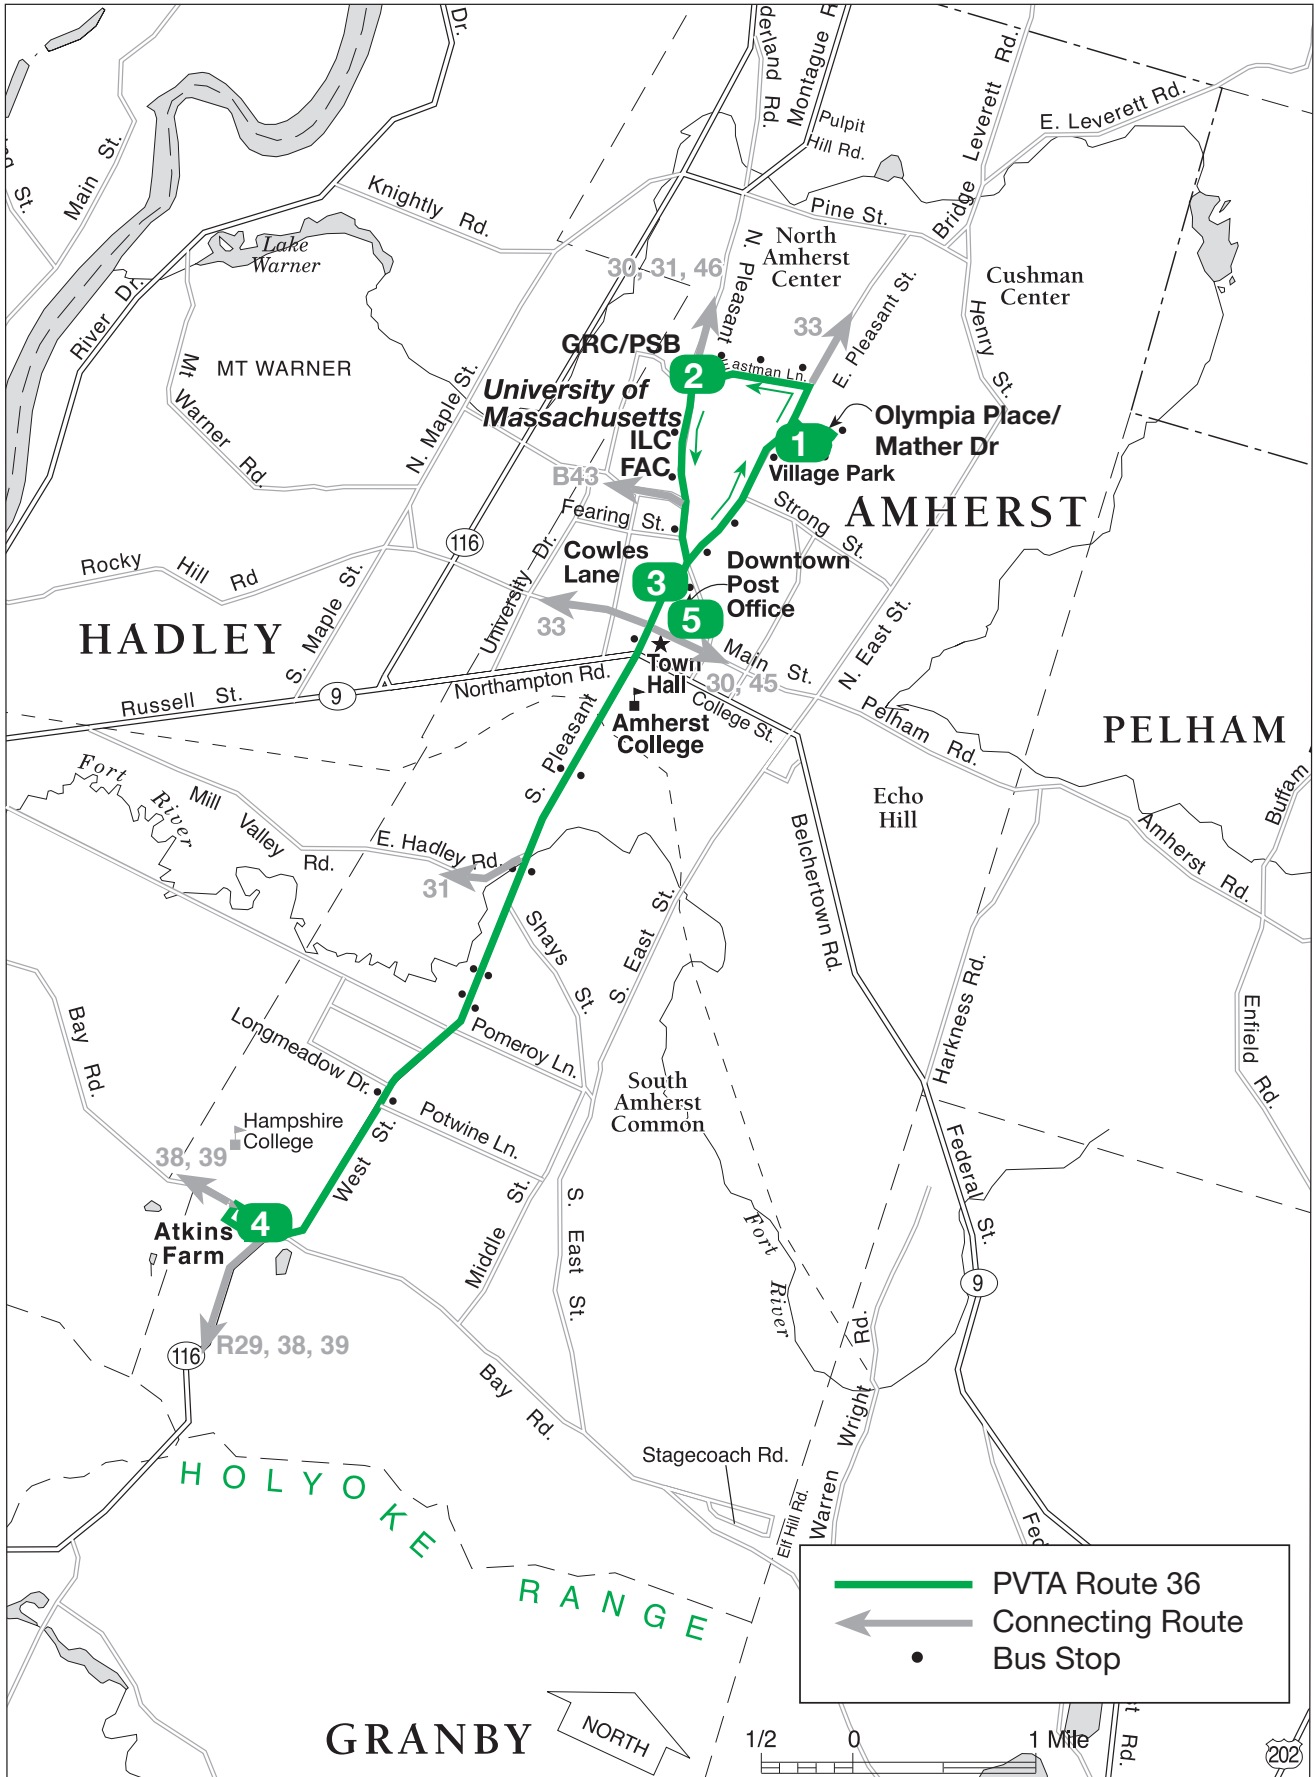 Dr.
Montague R
derland Rd.
Pulpit
Hill Rd.
Bridge Leverett Rd.
E. Leverett Rd.
Main St.
St.
Knightly Rd.
Pine St.
Lake
Warner
North
Amherst
Center
Cushman
Center
N. Pleasant
30, 31, 46
River Dr.
33
E. Pleasant St.
Henry St.
GRC/PSB
MT WARNER
Mt Warner Rd.
2
Eastman Ln.
University of
Massachusetts
N. Maple St.
Olympia Place/
Mather Dr
1
ILC
FAC
Village Park
B43
AMHERST
Fearing St.
Strong St.
116
Rocky Hill Rd
Cowles
Lane
University Dr.
Downtown
Post
Office
3
5
S. Maple St.
33
HADLEY
N. East St.
Main St.
Town
Hall
30, 45
Russell St.
9
Northampton Rd.
College St.
Pelham Rd.
Amherst
College
PELHAM
S. Pleasant
Fort River
Mill Valley Rd.
Echo
Hill
Buffam
E. Hadley Rd.
31
Belchertown Rd.
Amherst Rd.
Shays St.
S. East St.
Harkness Rd.
Bay Rd.
Enfield Rd.
Longmeadow Dr.
Pomeroy Ln.
South
Amherst
Common
Hampshire
College
Potwine Ln.
38, 39
West St.
Federal St.
Middle St.
S. East St.
4
Atkins
Farm
Fort River
9
R29, 38, 39
116
Bay Rd.
Warren Wright Rd.
Stagecoach Rd.
HOLYOKE RANGE
Elf Hill Rd.
Fed
PVTA Route 36
Connecting Route
Bus Stop
GRANBY
NORTH
1/2 0 1 Mile
t Rd.
202